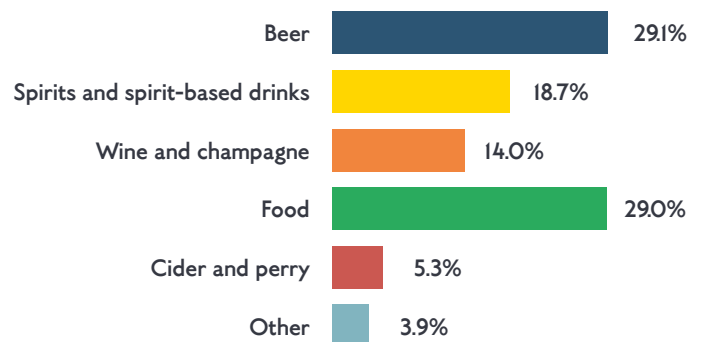 Beer 29.1%
Spirits and spirit-based drinks 18.7%
Wine and champagne 14.0%
Food 29.0%
Cider and perry 5.3%
Other 3.9%